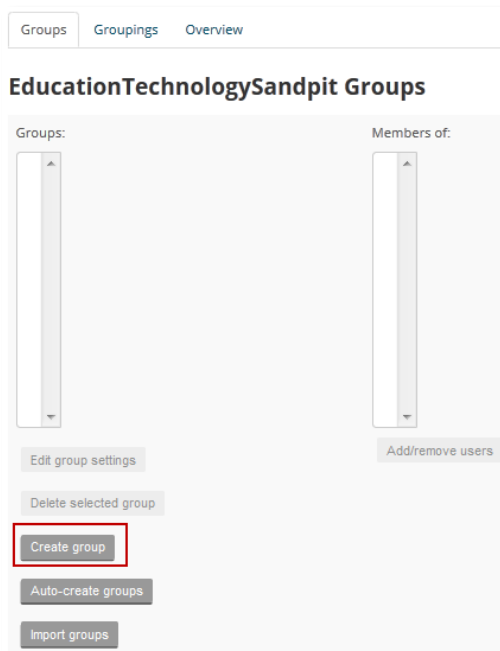 Groups Groupings Overview
EducationTechnologySandpit Groups
Groups: Members of:
Edit group settings Add/remove users
Delete selected group
Create group
Auto-create groups
Import groups